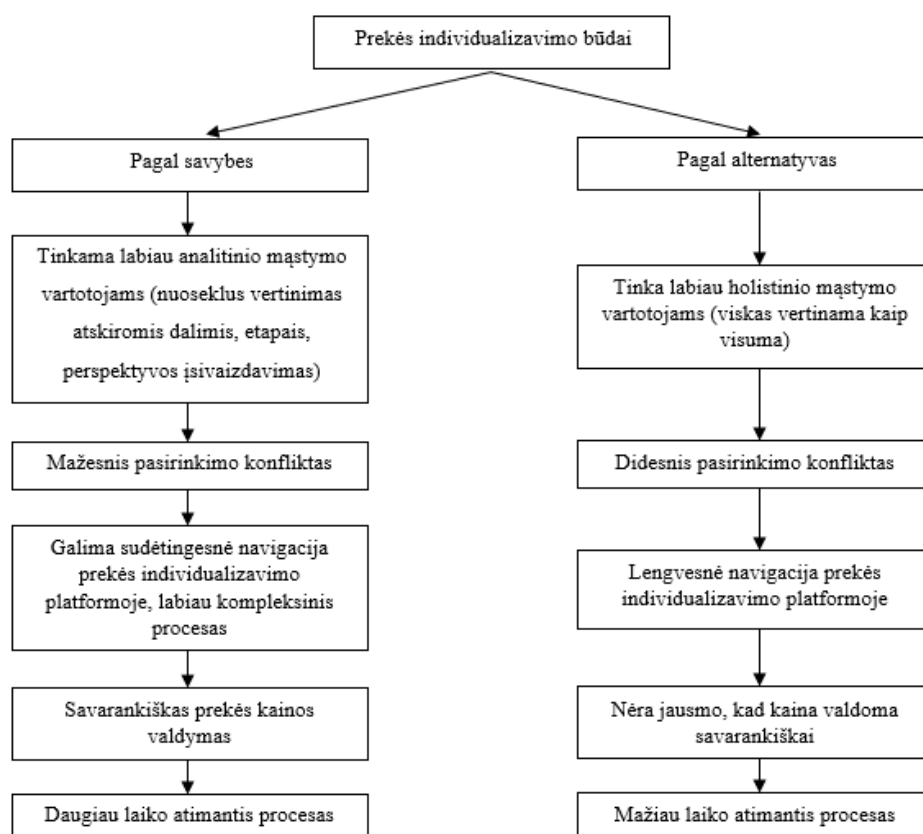 Prekės individualizavimo būdai
Pagal savybes
Tinkama labiau analitinio mąstymo
vartotojams (nuoseklus vertinimas
atskiromis dalimis, etapais,
perspektyvos įsivaizdavimas)
Mažesnis pasirinkimo konfliktas
Galima sudėtingesnė navigacija
prekės individualizavimo
platformoje, labiau kompleksinis
procesas
Savarankiškas prekės kainos
valdymas
Daugiau laiko atimantis procesas
Pagal alternatyvas
Tinka labiau holistinio mąstymo
vartotojams (viskas vertinama kaip
visuma)
Didesnis pasirinkimo konfliktas
Lengvesnė navigacija prekės
individualizavimo platformoje
Nėra jausmo, kad kaina valdoma
savarankiškai
Mažiau laiko atimantis procesas